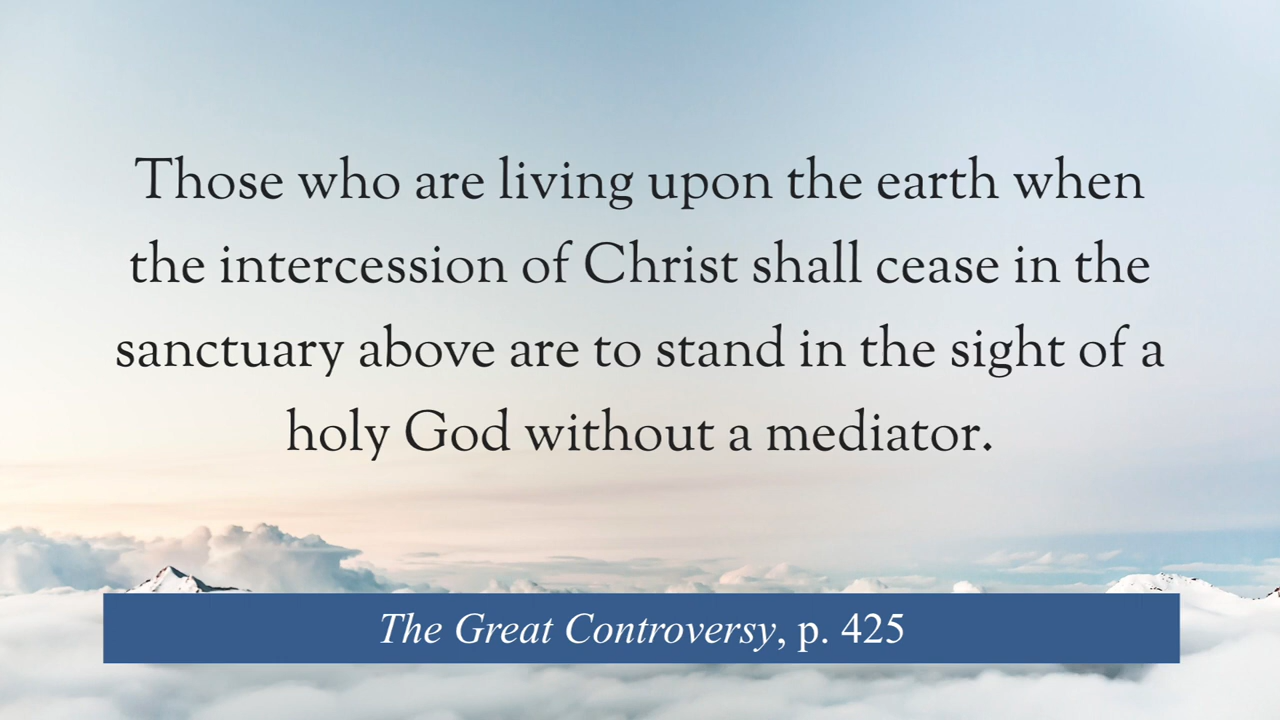 Those who are living upon the earth when
the intercession of Christ shall cease in the
sanctuary above are to stand in the sight of a
holy God without a mediator.
The Great Controversy, p. 425